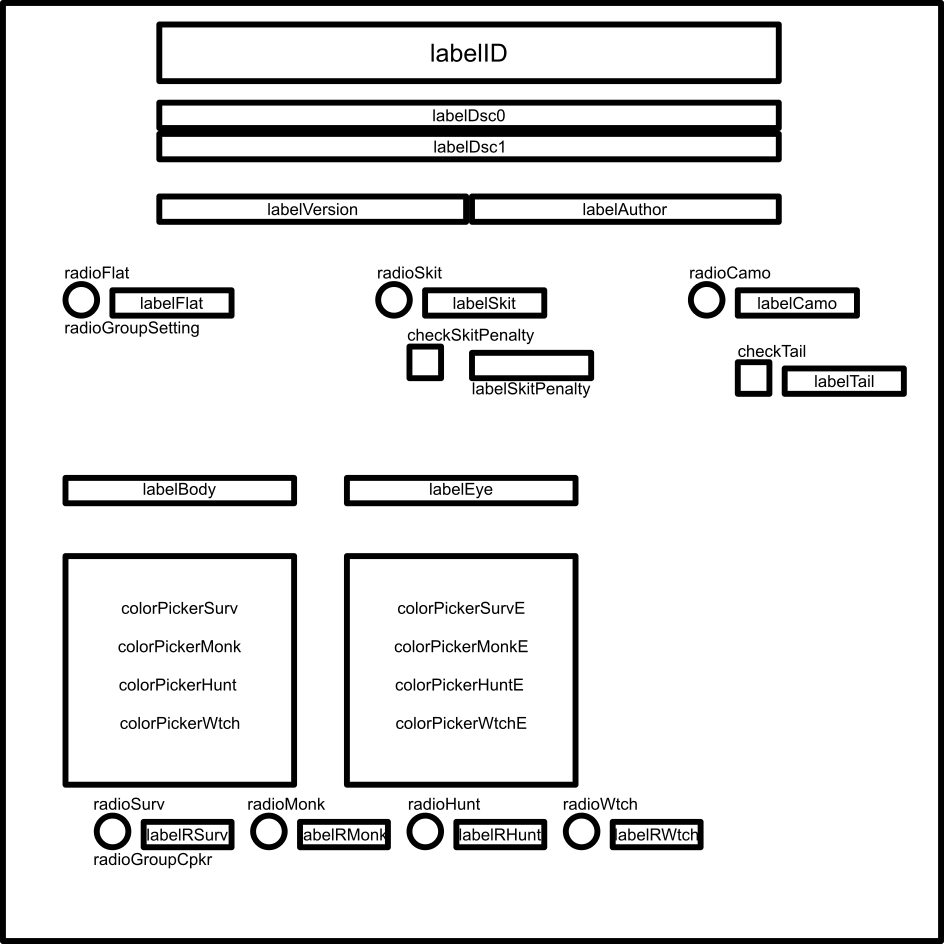 labelID
labelDsc0
labelDsc1
labelVersion labelAuthor
radioFlat radioSkit radioCamo
labelFlat labelSkit labelCamo
radioGroupSetting
checkSkitPenalty
checkTail
labelTail
labelSkitPenalty
labelBody labelEye
colorPickerSurv colorPickerSurvE
colorPickerMonk colorPickerMonkE
colorPickerHunt colorPickerHuntE
colorPickerWtch colorPickerWtchE
radioSurv radioMonk radioHunt radioWtch
labelRSurv labelRMonk labelRHunt labelRWtch
radioGroupCpkr